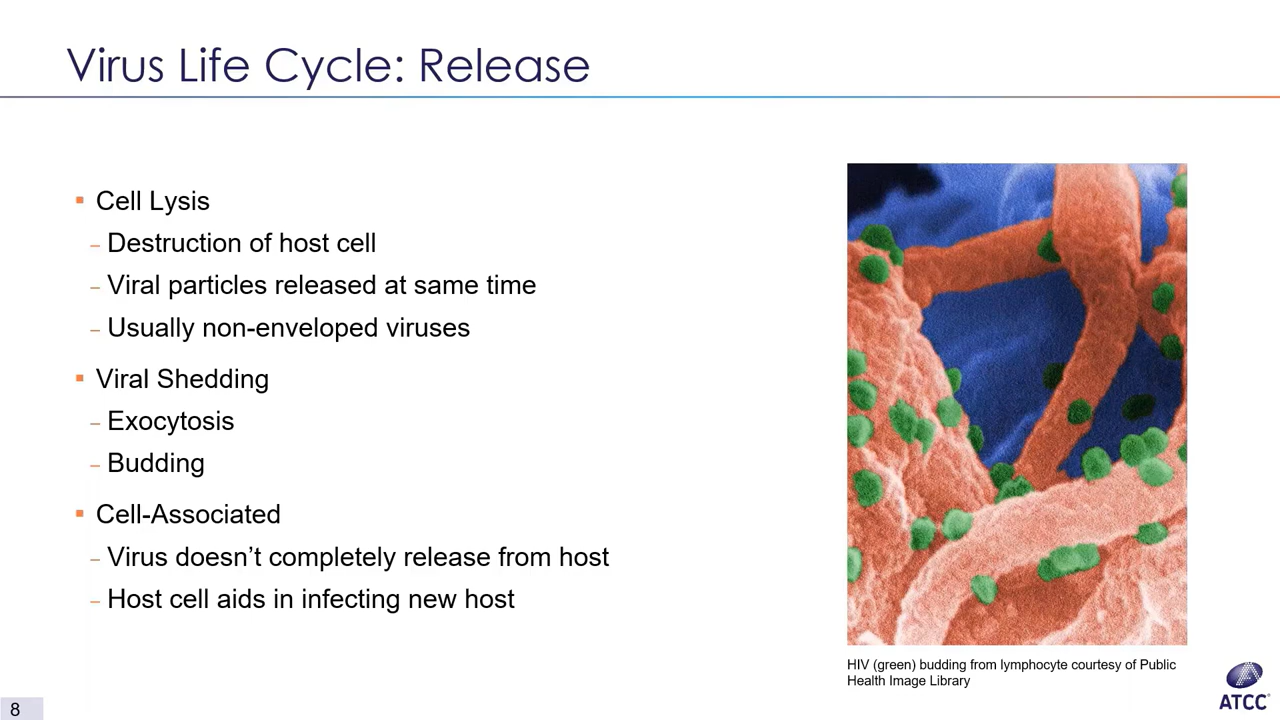 Virus Life Cycle: Release
▪ Cell Lysis
– Destruction of host cell
– Viral particles released at same time
– Usually non-enveloped viruses
▪ Viral Shedding
– Exocytosis
– Budding
▪ Cell-Associated
– Virus doesn’t completely release from host
– Host cell aids in infecting new host
HIV (green) budding from lymphocyte courtesy of Public
Health Image Library
8
ATCC